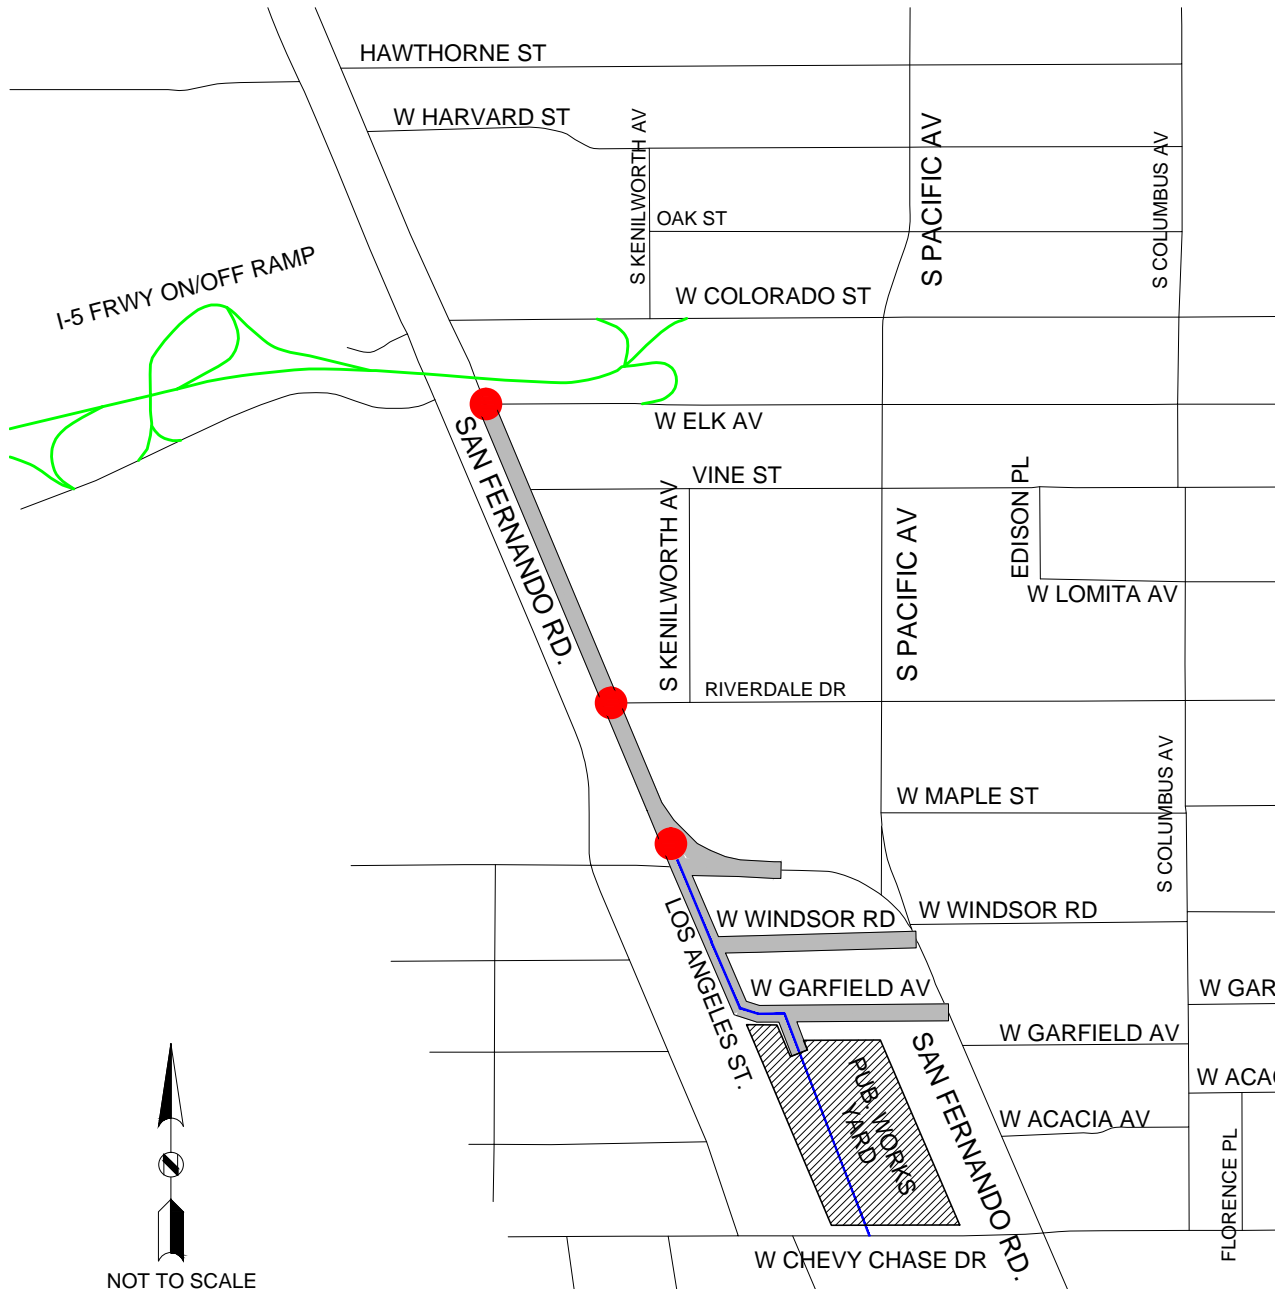 HAWTHORNE ST
W HARVARD ST
S KENILWORTH AV
S PACIFIC AV
S COLUMBUS AV
OAK ST
I-5 FRWY ON/OFF RAMP
W COLORADO ST
W ELK AV
SAN FERNANDO RD.
VINE ST
S KENILWORTH AV
S PACIFIC AV
EDISON PL
W LOMITA AV
RIVERDALE DR
W MAPLE ST
S COLUMBUS AV
LOS ANGELES ST.
W WINDSOR RD
W WINDSOR RD
W GARFIELD AV
W GAR
W GARFIELD AV
SAN FERNANDO RD.
PUB. WORKS
YARD
W ACAC
W ACACIA AV
FLORENCE PL
W CHEVY CHASE DR
NOT TO SCALE